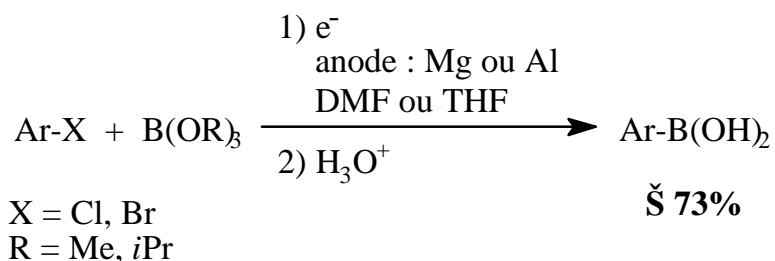 1) e⁻
anode : Mg ou Al
DMF ou THF
Ar-X + B(OR)₃ Ar-B(OH)₂
2) H₃O⁺
Š 73%
X = Cl, Br
R = Me, iPr